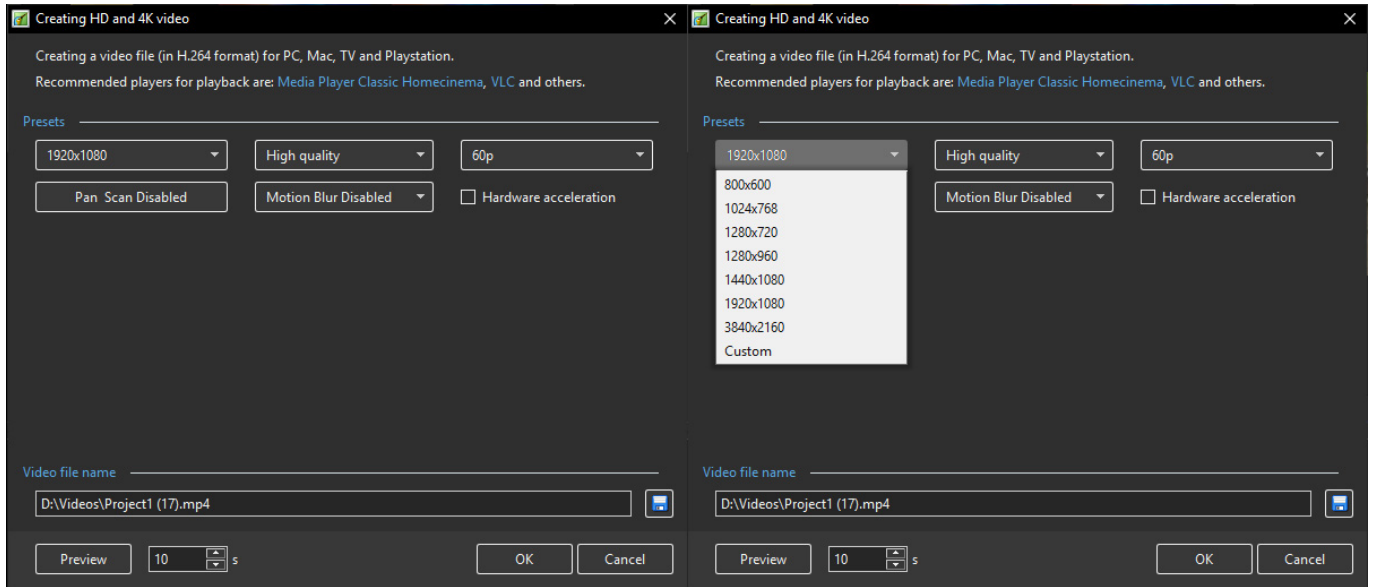 Creating HD and 4K video
Creating a video file (in H.264 format) for PC, Mac, TV and Playstation.
Recommended players for playback are: Media Player Classic Homecinema, VLC and others.
Presets
1920x1080 High quality 60p
Pan Scan Disabled Motion Blur Disabled Hardware acceleration
Video file name
D:\Videos\Project1 (17).mp4
Preview 10 s OK Cancel
Creating HD and 4K video
Creating a video file (in H.264 format) for PC, Mac, TV and Playstation.
Recommended players for playback are: Media Player Classic Homecinema, VLC and others.
Presets
1920x1080 High quality 60p
800x600
Motion Blur Disabled Hardware acceleration
1024x768
1280x720
1280x960
1440x1080
1920x1080
3840x2160
Custom
Video file name
D:\Videos\Project1 (17).mp4
Preview 10 s OK Cancel